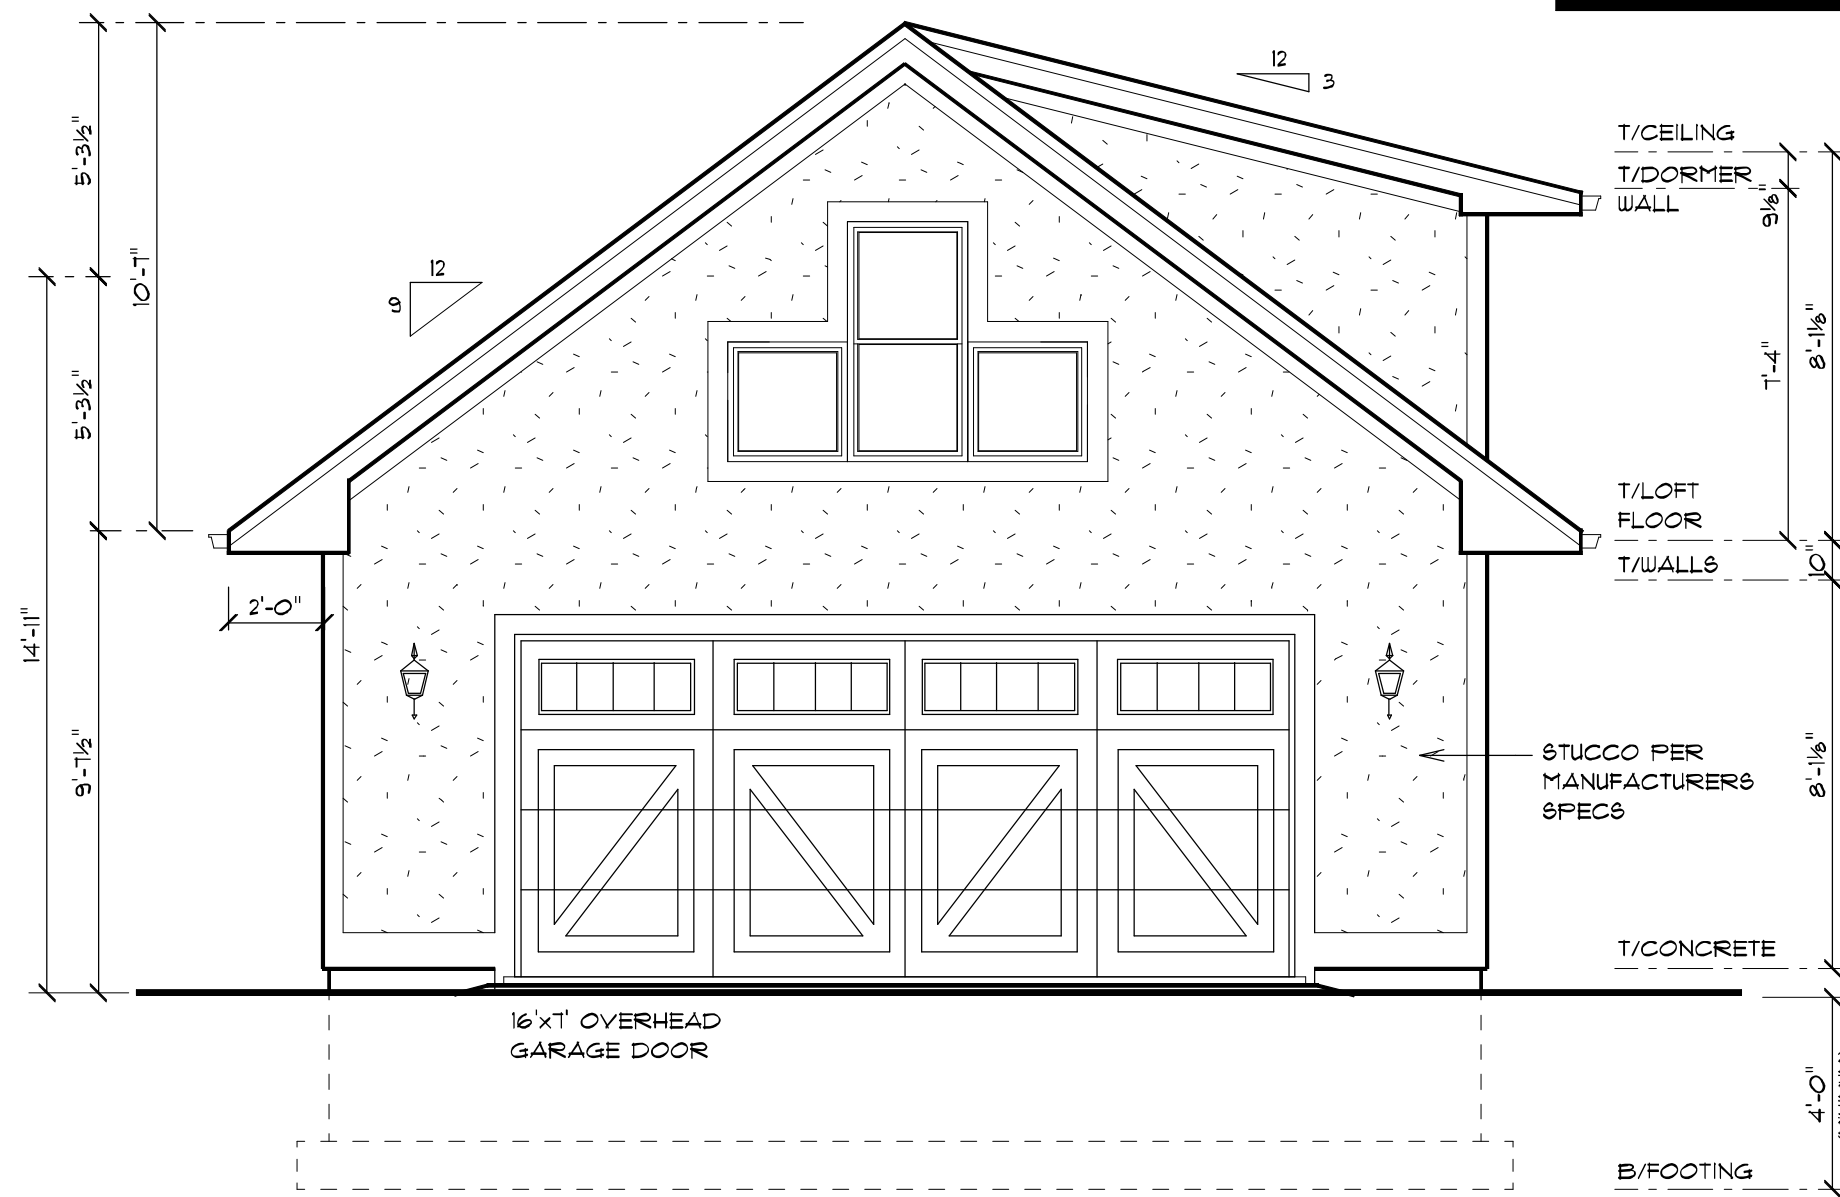 12
3
T/CEILING
T/DORMER
WALL
5'-3½"
10'-7"
12
9
9⅛"
8'-1⅛"
7'-4"
5'-3½"
T/LOFT
FLOOR
T/WALLS
10"
2'-0"
14'-11"
9'-7½"
STUCCO PER
MANUFACTURERS
SPECS
8'-1⅛"
T/CONCRETE
16'x7' OVERHEAD
GARAGE DOOR
4'-0"
B/FOOTING